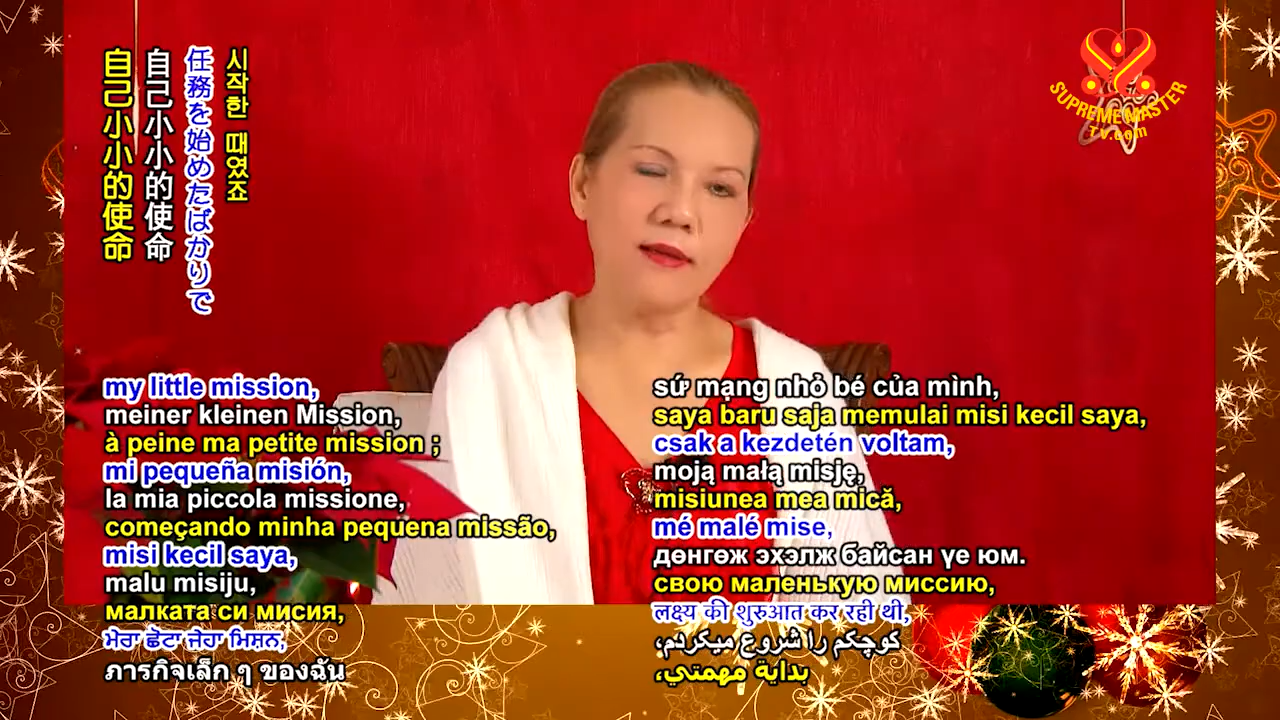 시작한 때였죠
任務を始めたばかりで
自己小小的使命
自己小小的使命
SUPREME MASTER
TV.com
my little mission,
meiner kleinen Mission,
à peine ma petite mission ;
mi pequeña misión,
la mia piccola missione,
começando minha pequena missão,
misi kecil saya,
malu misiju,
малката си мисия,
ਮੇਰਾ ਛੋਟਾ ਜੇਹਾ ਮਿਸ਼ਨ,
ภารกิจเล็ก ๆ ของฉัน
sứ mạng nhỏ bé của mình,
saya baru saja memulai misi kecil saya,
csak a kezdetén voltam,
moją małą misję,
misiunea mea mică,
mé malé mise,
дөнгөж эхэлж байсан үе юм.
свою маленькую миссию,
लक्ष्य की शुरुआत कर रही थी,
کوچکم را شروع میکردم،
بداية مهمتي،